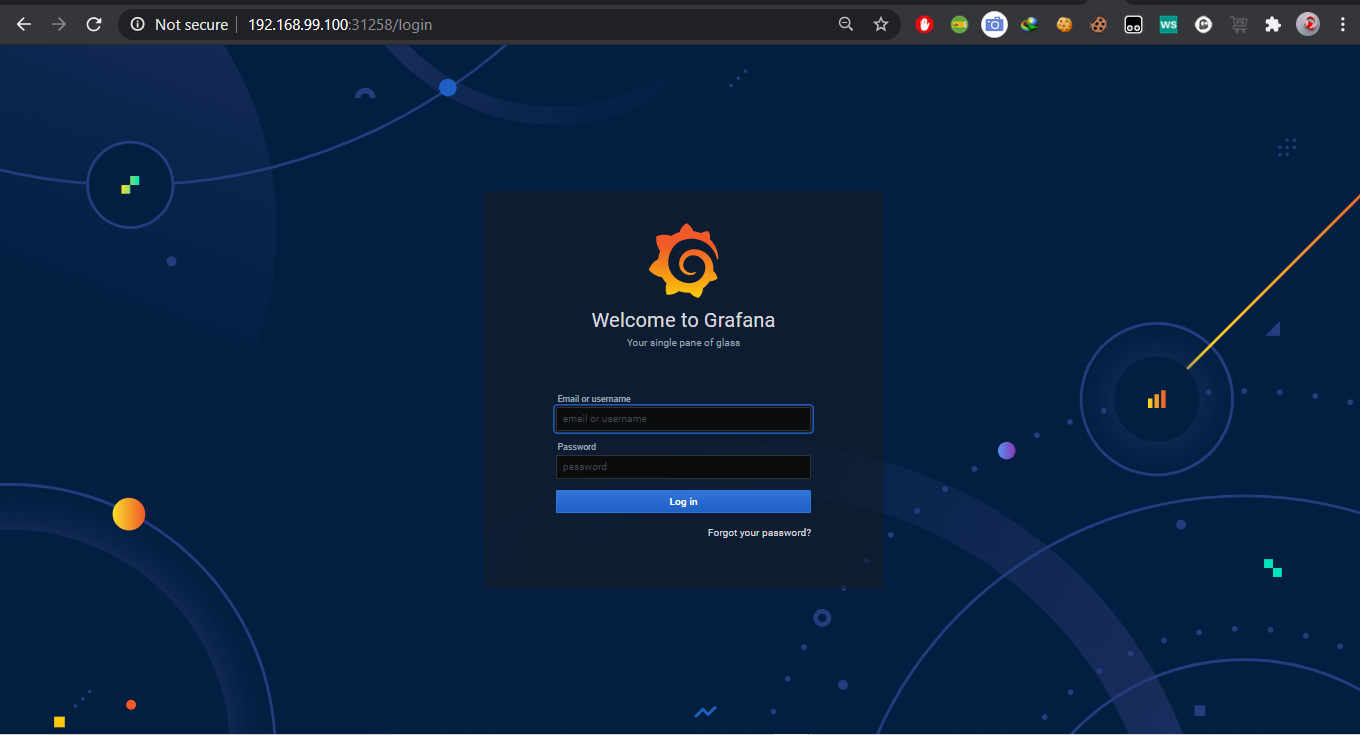 Not secure | 192.168.99.100:31258/login
WS
Welcome to Grafana
Your single pane of glass
Email or username
email or username
Password
password
Log in
Forgot your password?